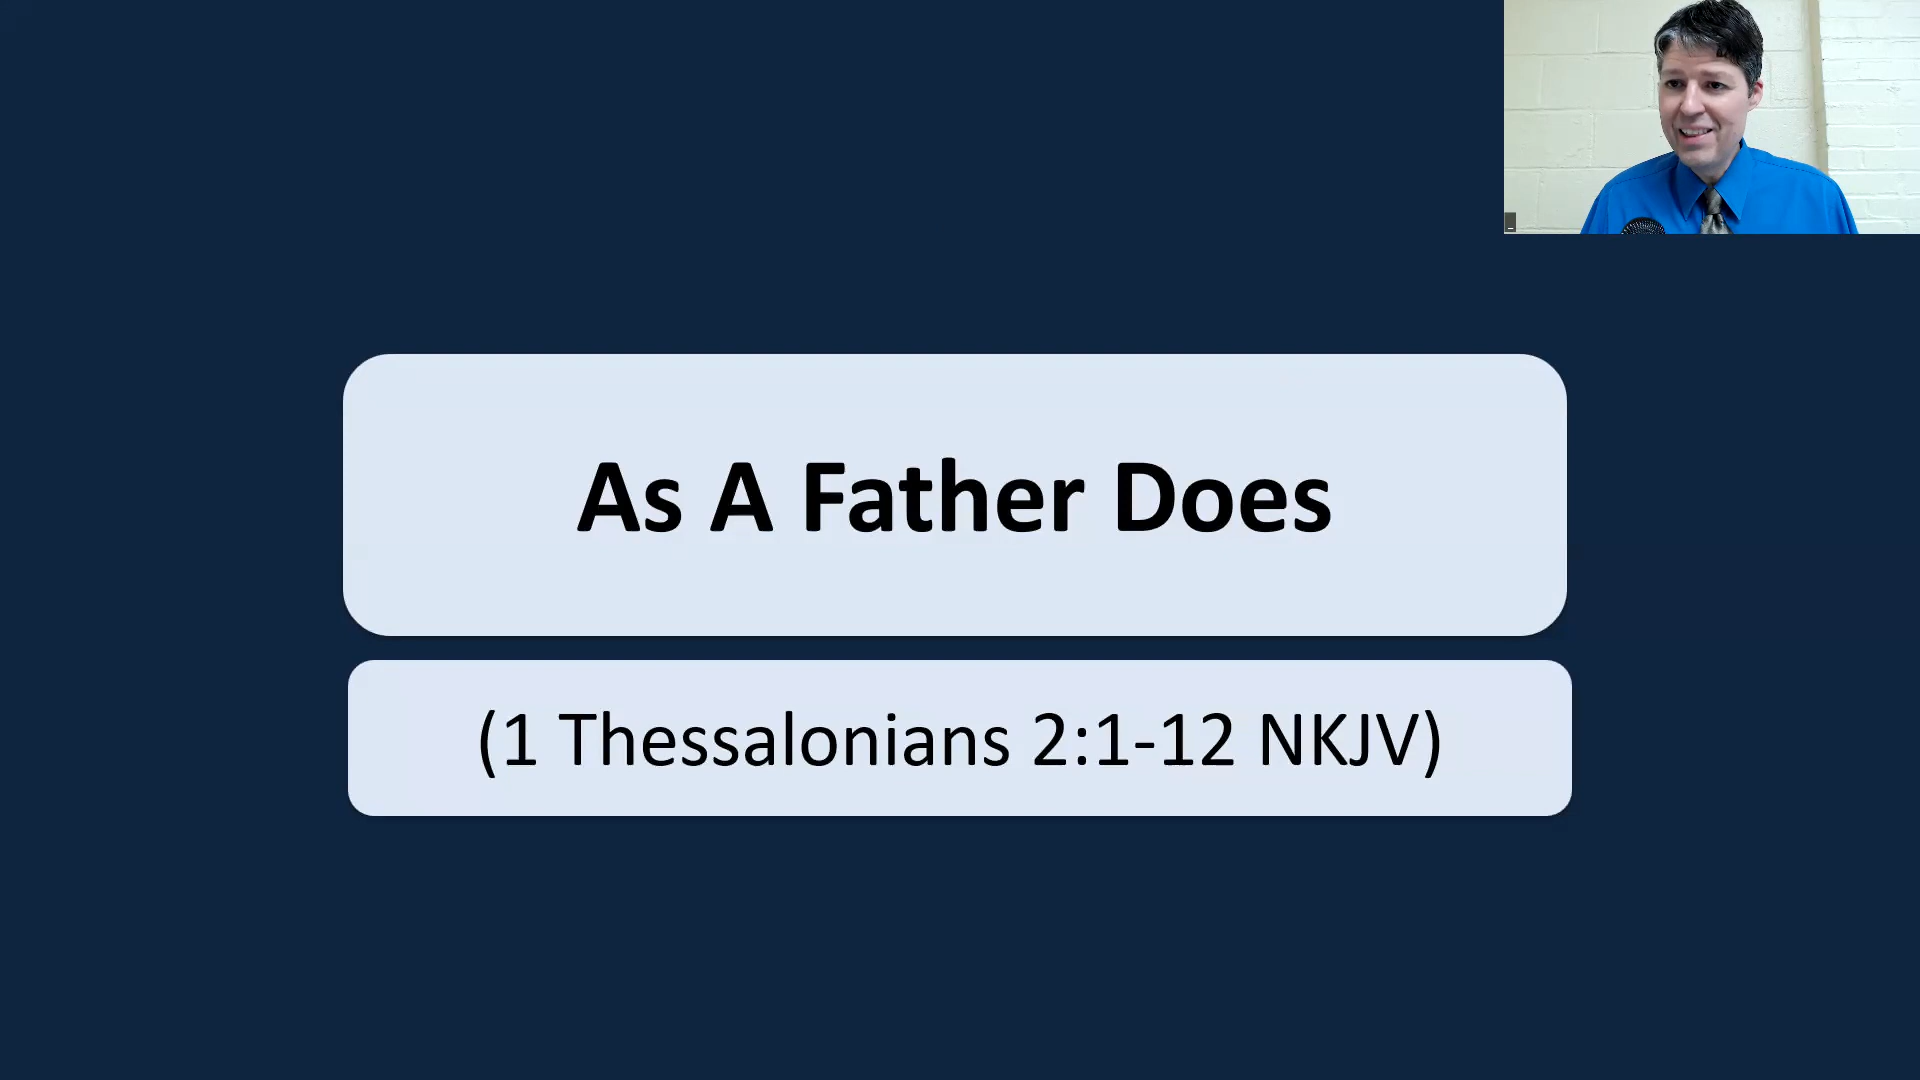 As A Father Does
(1 Thessalonians 2:1-12 NKJV)